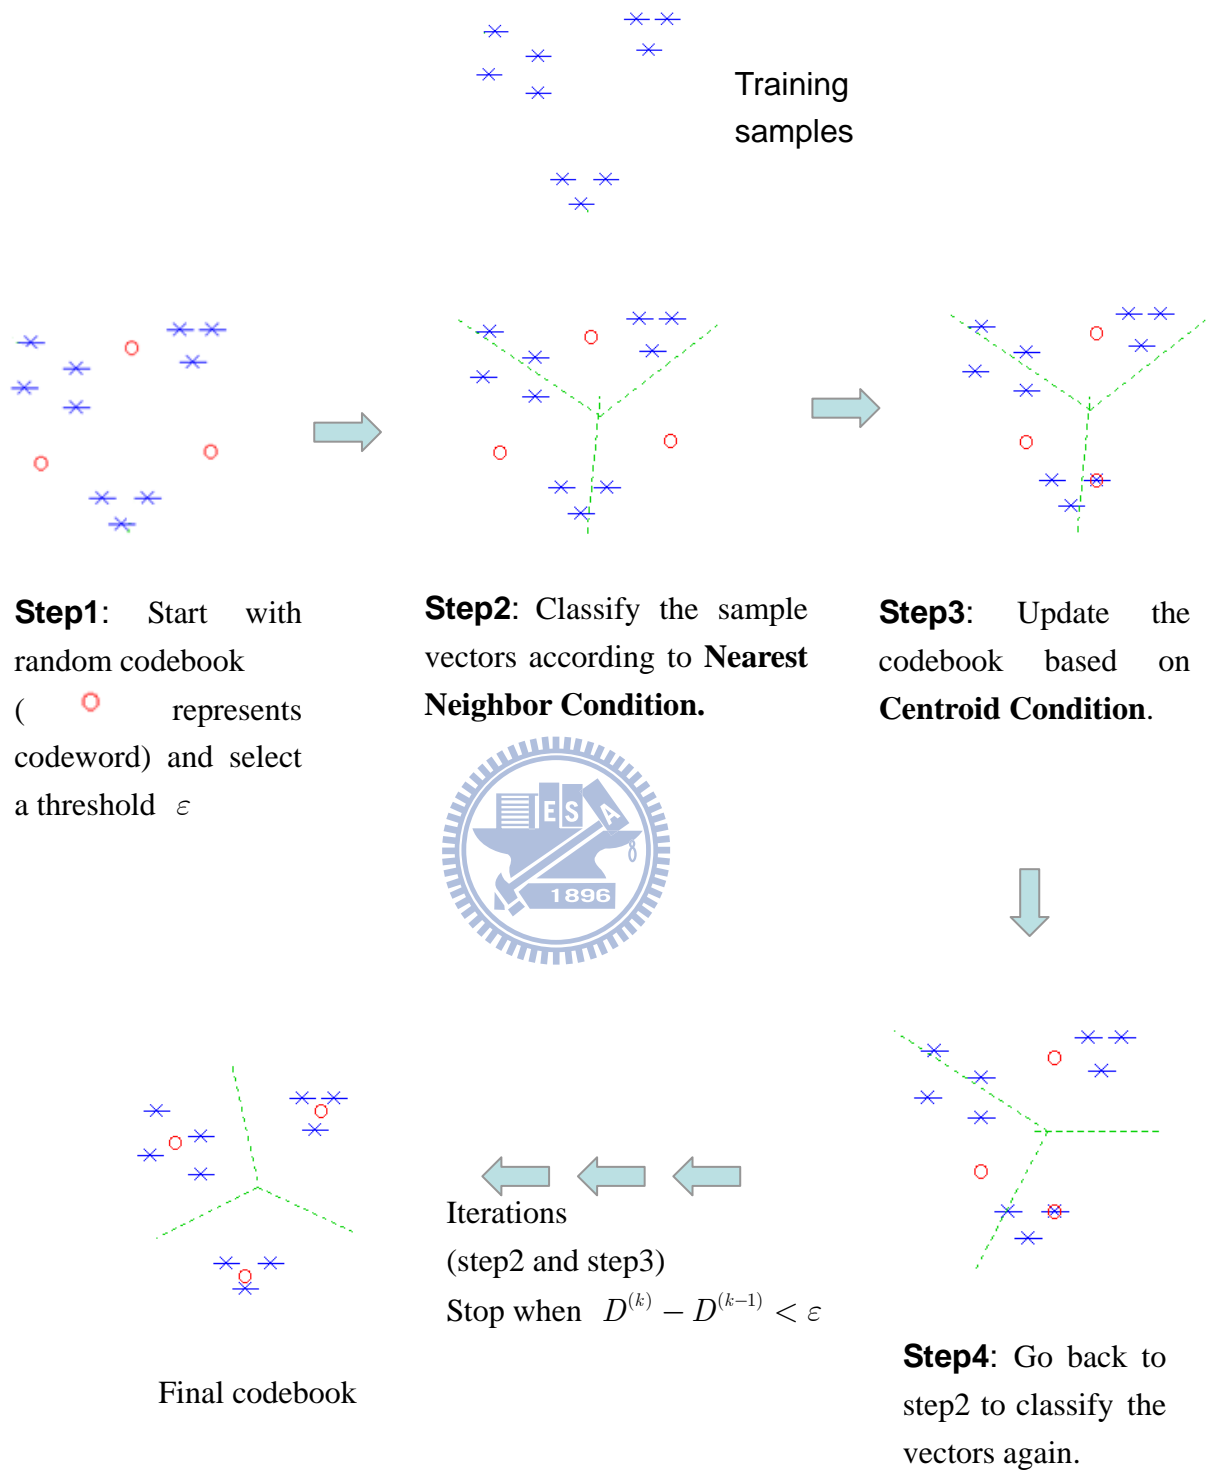 Training
samples
Step1: Start with
random codebook
( represents
codeword) and select
a threshold ε
Step2: Classify the sample
vectors according to Nearest
Neighbor Condition.
Step3: Update the
codebook based on
Centroid Condition.
E S A
1896
Iterations
(step2 and step3)
Stop when D^{(k)} − D^{(k−1)} < ε
Final codebook
Step4: Go back to
step2 to classify the
vectors again.